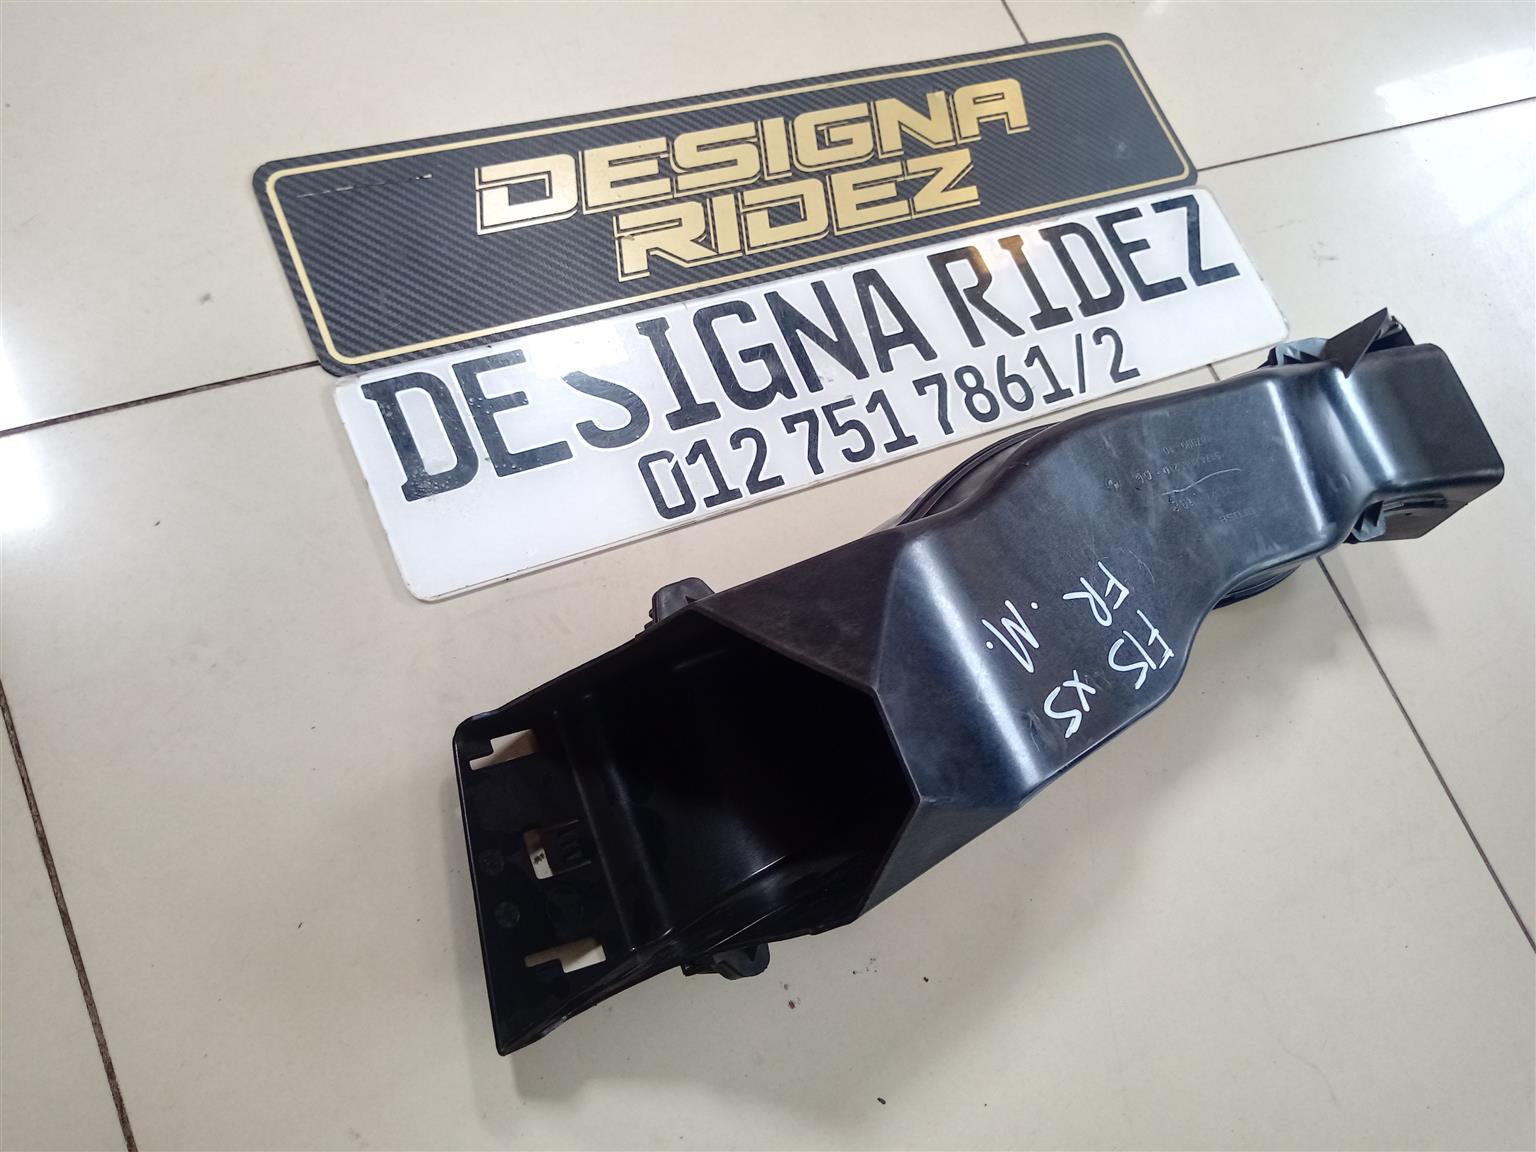 DESIGNA
RIDEZ
DESIGNA RIDEZ
012 751 7861/2
F15 X5
FR
.M.